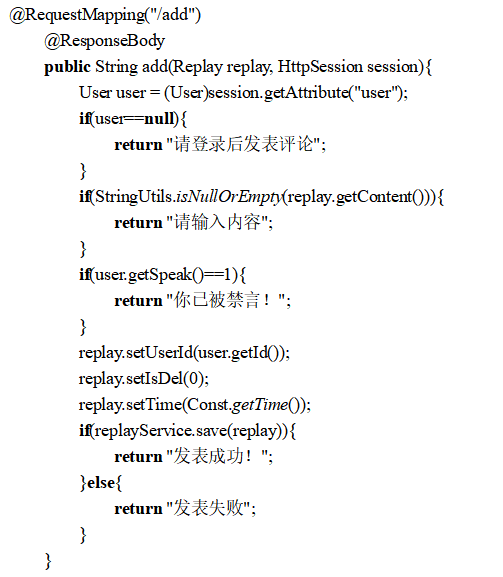 @RequestMapping("/add")
@ResponseBody
public String add(Replay replay, HttpSession session){
User user = (User)session.getAttribute("user");
if(user==null){
return "请登录后发表评论";
}
if(StringUtils.isNullOrEmpty(replay.getContent())){
return "请输入内容";
}
if(user.getSpeak()==1){
return "你已被禁言！";
}
replay.setUserId(user.getId());
replay.setIsDel(0);
replay.setTime(Const.getTime());
if(replayService.save(replay)){
return "发表成功！";
}else{
return "发表失败";
}
}